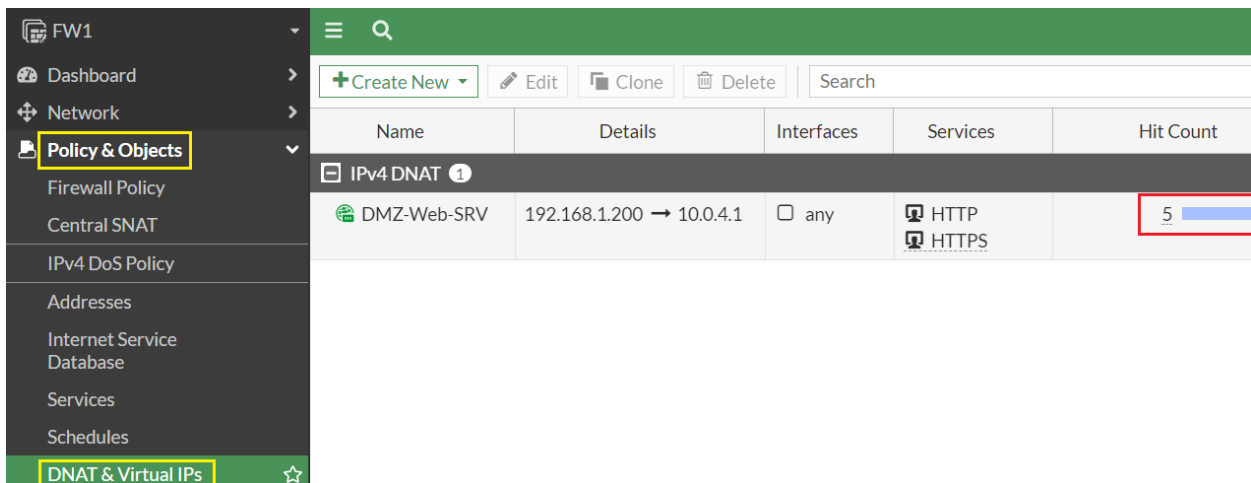 FW1
Dashboard
Network
Policy & Objects
Firewall Policy
Central SNAT
IPv4 DoS Policy
Addresses
Internet Service
Database
Services
Schedules
DNAT & Virtual IPs
+Create New Edit Clone Delete Search
Name Details Interfaces Services Hit Count
IPv4 DNAT 1
DMZ-Web-SRV 192.168.1.200 → 10.0.4.1 any HTTP 5
HTTPS